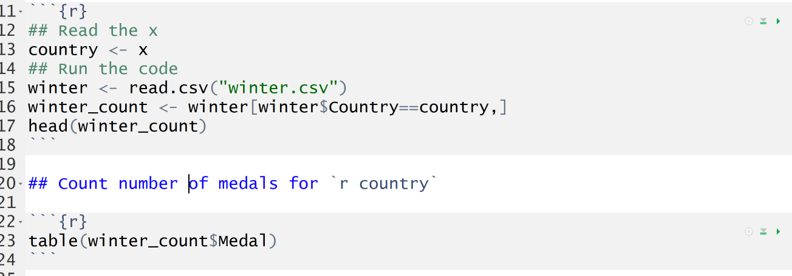 11 ```{r}
12 ## Read the x
13 country <- x
14 ## Run the code
15 winter <- read.csv("winter.csv")
16 winter_count <- winter[winter$Country==country,]
17 head(winter_count)
18 ```
19
20 ## Count number of medals for `r country`
21
22 ```{r}
23 table(winter_count$Medal)
24 ```